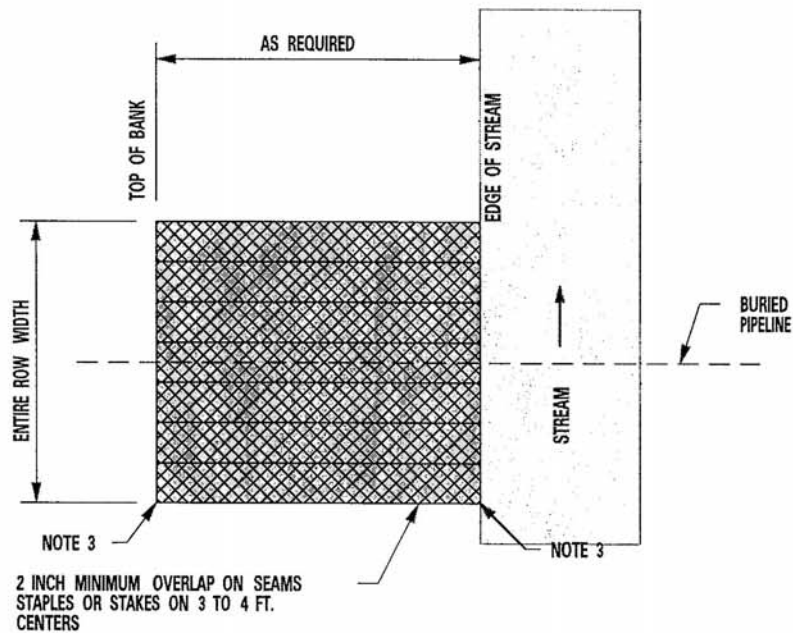 AS REQUIRED
TOP OF BANK
EDGE OF STREAM
ENTIRE ROW WIDTH
BURIED
PIPELINE
STREAM
NOTE 3
NOTE 3
2 INCH MINIMUM OVERLAP ON SEAMS
STAPLES OR STAKES ON 3 TO 4 FT.
CENTERS